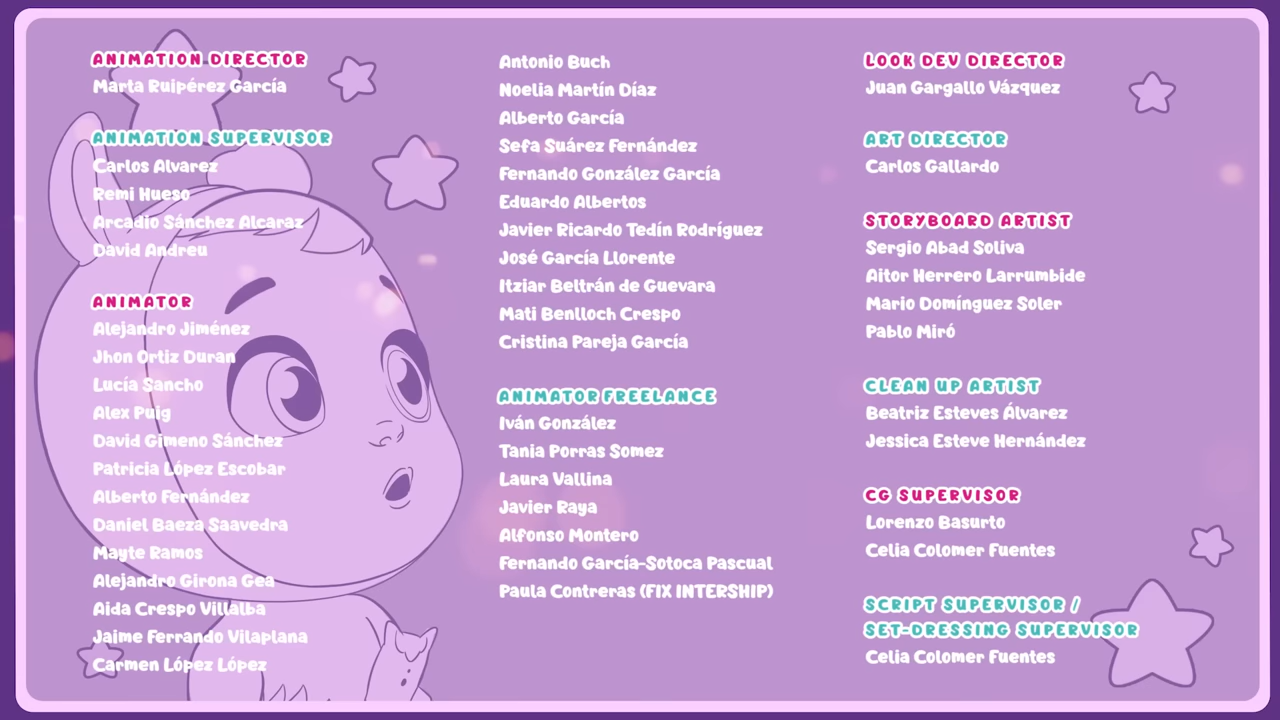 ANIMATION DIRECTOR
Marta Ruipérez García
ANIMATION SUPERVISOR
Carlos Alvarez
Remi Hueso
Arcadio Sánchez Alcaraz
David Andreu
ANIMATOR
Alejandro Jiménez
Jhon Ortiz Duran
Lucía Sancho
Alex Puig
David Gimeno Sánchez
Patricia López Escobar
Alberto Fernández
Daniel Baeza Saavedra
Mayte Ramos
Alejandro Girona Gea
Aida Crespo Villalba
Jaime Ferrando Vilaplana
Carmen López López
Antonio Buch
Noelia Martín Díaz
Alberto García
Sefa Suárez Fernández
Fernando González García
Eduardo Albertos
Javier Ricardo Tedín Rodríguez
José García Llorente
Itziar Beltrán de Guevara
Mati Benlloch Crespo
Cristina Pareja García
ANIMATOR FREELANCE
Iván González
Tania Porras Somez
Laura Vallina
Javier Raya
Alfonso Montero
Fernando García-Sotoca Pascual
Paula Contreras (FIX INTERSHIP)
LOOK DEV DIRECTOR
Juan Gargallo Vázquez
ART DIRECTOR
Carlos Gallardo
STORYBOARD ARTIST
Sergio Abad Soliva
Aitor Herrero Larrumbide
Mario Domínguez Soler
Pablo Miró
CLEAN UP ARTIST
Beatriz Esteves Álvarez
Jessica Esteve Hernández
CG SUPERVISOR
Lorenzo Basurto
Celia Colomer Fuentes
SCRIPT SUPERVISOR /
SET-DRESSING SUPERVISOR
Celia Colomer Fuentes